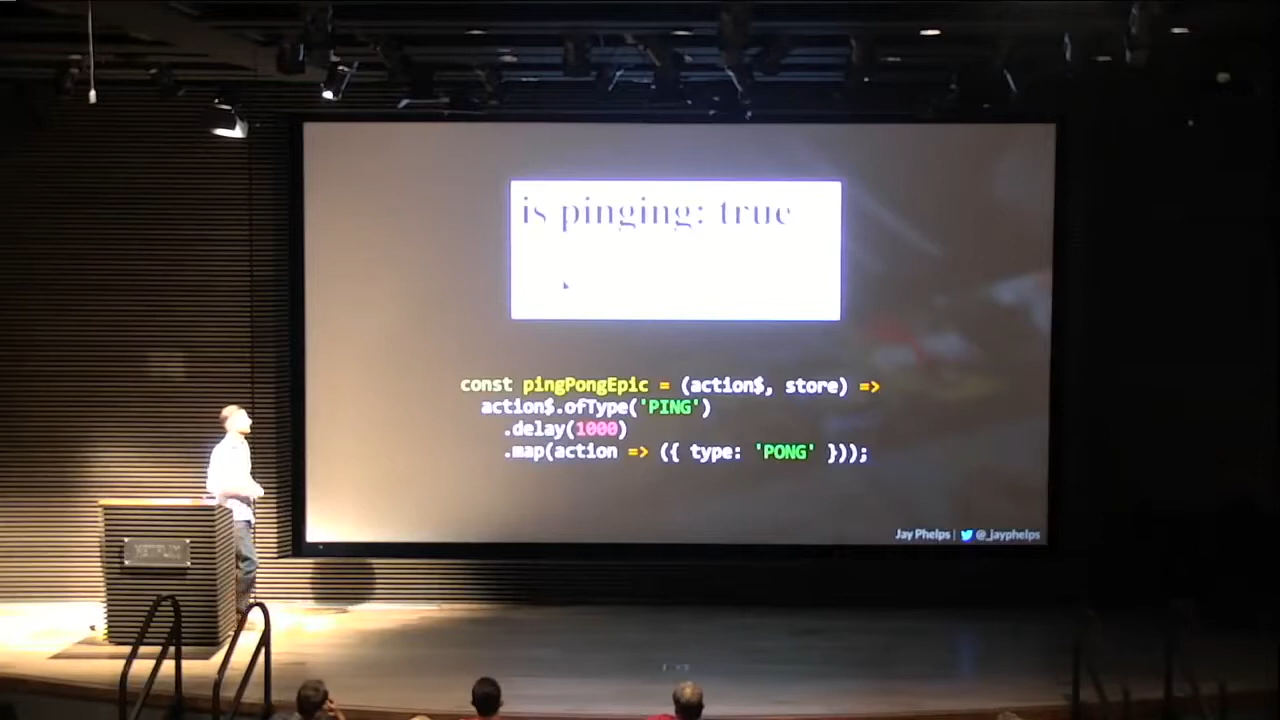 is pinging: true
const pingPongEpic = (action$, store) =>
action$.ofType('PING')
.delay(1000)
.map(action => ({ type: 'PONG' }));
Jay Phelps | @_jayphelps
NETFLIX